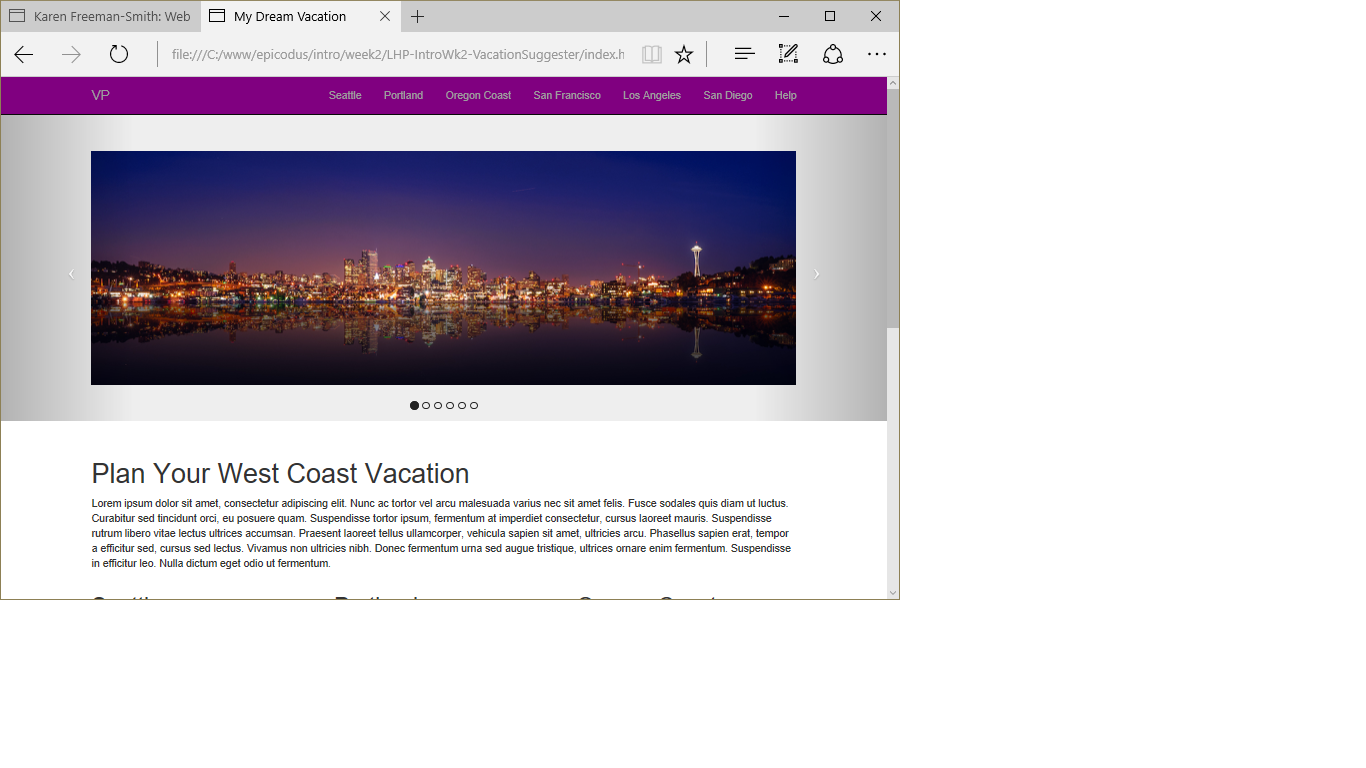 Karen Freeman-Smith: Web
My Dream Vacation
file:///C:/www/epicodus/intro/week2/LHP-IntroWk2-VacationSuggester/index.h
VP Seattle Portland Oregon Coast San Francisco Los Angeles San Diego Help
Plan Your West Coast Vacation
Lorem ipsum dolor sit amet, consectetur adipiscing elit. Nunc ac tortor vel arcu malesuada varius nec sit amet felis. Fusce sodales quis diam ut luctus.
Curabitur sed tincidunt orci, eu posuere quam. Suspendisse tortor ipsum, fermentum at imperdiet consectetur, cursus laoreet mauris. Suspendisse
rutrum libero vitae lectus ultrices accumsan. Praesent laoreet tellus ullamcorper, vehicula sapien sit amet, ultricies arcu. Phasellus sapien erat, tempor
a efficitur sed, cursus sed lectus. Vivamus non ultricies nibh. Donec fermentum urna sed augue tristique, ultrices ornare enim fermentum. Suspendisse
in efficitur leo. Nulla dictum eget odio ut fermentum.